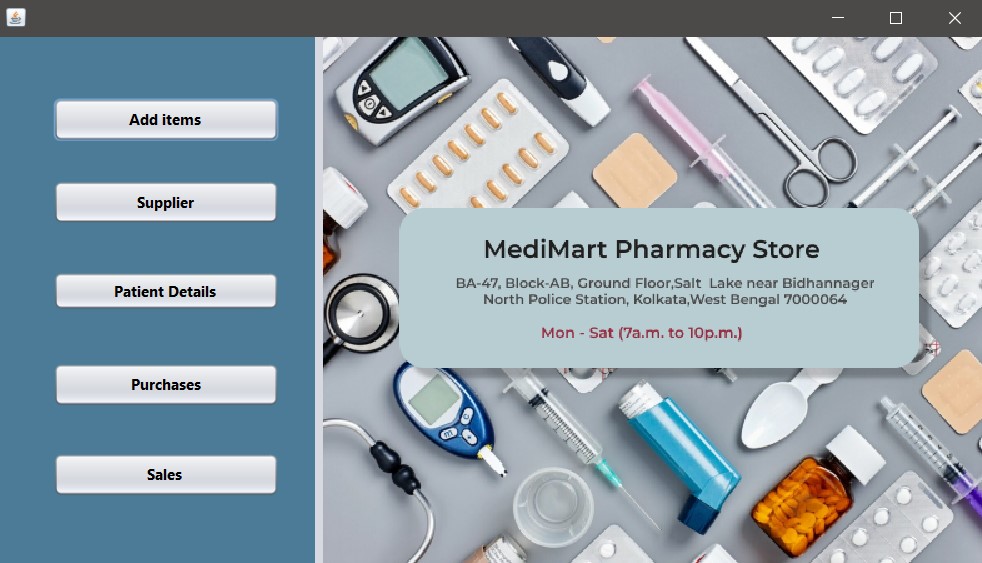 Add items
Supplier
Patient Details
Purchases
Sales
MediMart Pharmacy Store
BA-47, Block-AB, Ground Floor,Salt  Lake near Bidhannager
North Police Station, Kolkata,West Bengal 7000064
Mon - Sat (7a.m. to 10p.m.)